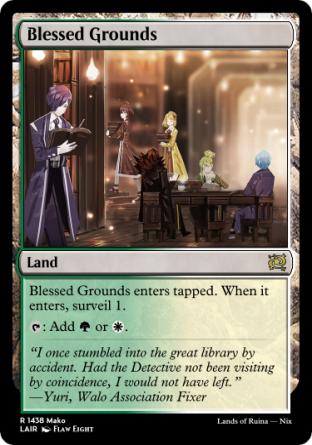 Blessed Grounds
Land
Blessed Grounds enters tapped. When it
enters, surveil 1.
: Add or .
“I once stumbled into the great library by
accident. Had the Detective not been visiting
by coincidence, I would not have left.”
—Yuri, Walo Association Fixer
R 1438 Mako
Lands of Ruina — Nix
LAIR Flaw Eight